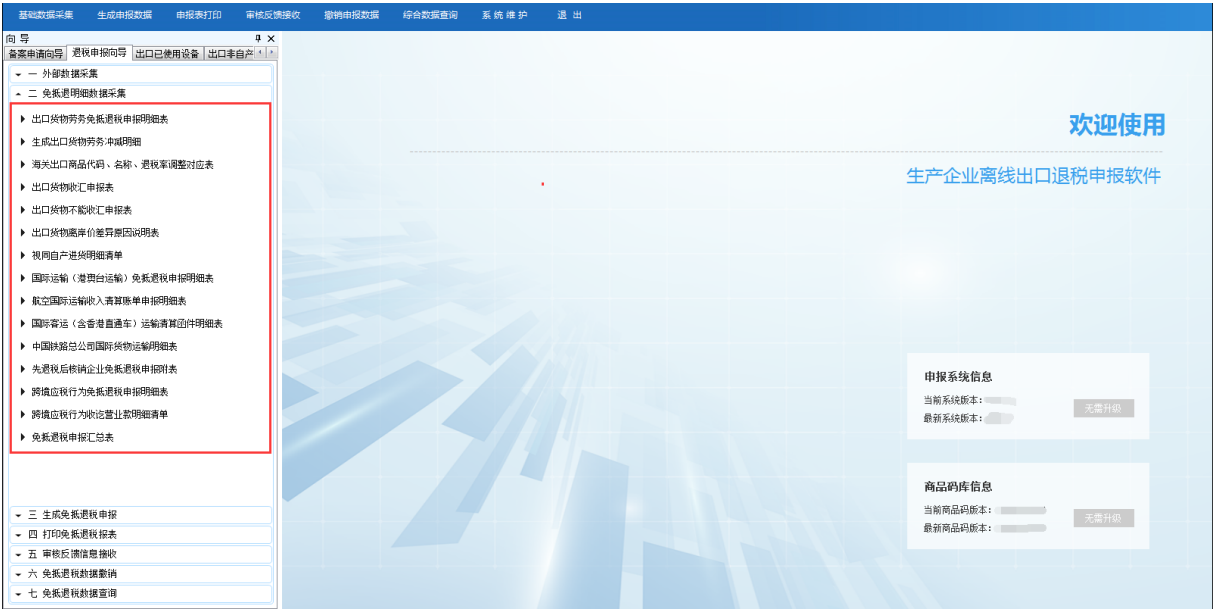 基础数据采集 生成申报数据 申报表打印 审核反馈接收 撤销申报数据 综合数据查询 系 统 维 护 退 出
向 导
备案申请向导 退税申报向导 出口已使用设备 出口非自产
一 外部数据采集
二 免抵退明细数据采集
出口货物劳务免抵退税申报明细表
生成出口货物劳务冲减明细
海关出口商品代码、名称、退税率调整对应表
出口货物收汇申报表
出口货物不能收汇申报表
出口货物离岸价差异原因说明表
视同自产进货明细清单
国际运输（港澳台运输）免抵退税申报明细表
航空国际运输收入清算账单申报明细表
国际客运（含香港直通车）运输清算函件明细表
中国铁路总公司国际货物运输明细表
先退税后核销企业免抵退税申报附表
跨境应税行为免抵退税申报明细表
跨境应税行为收讫营业款明细清单
免抵退税申报汇总表
三 生成免抵退税申报
四 打印免抵退税报表
五 审核反馈信息接收
六 免抵退税数据撤销
七 免抵退税数据查询
欢迎使用
生产企业离线出口退税申报软件
申报系统信息
当前系统版本：
最新系统版本：
无需升级
商品码库信息
当前商品码版本：
最新商品码版本：
无需升级